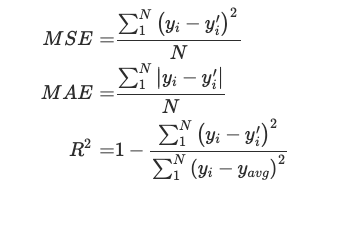 MSE = \frac{\sum_1^N (y_i - y_i')^2}{N}
MAE = \frac{\sum_1^N |y_i - y_i'|}{N}
R^2 = 1 - \frac{\sum_1^N (y_i - y_i')^2}{\sum_1^N (y_i - y_{avg})^2}